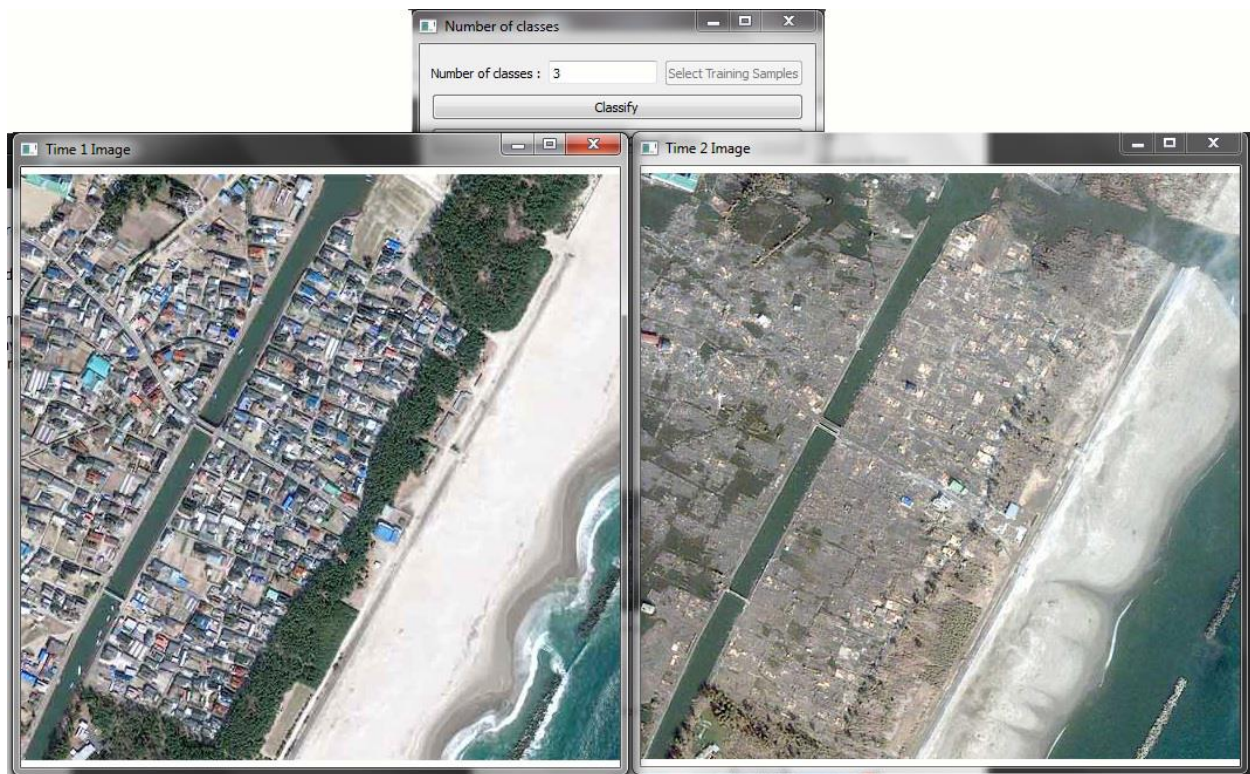 Number of classes
Number of classes : 3 Select Training Samples
Classify
Time 1 Image
Time 2 Image